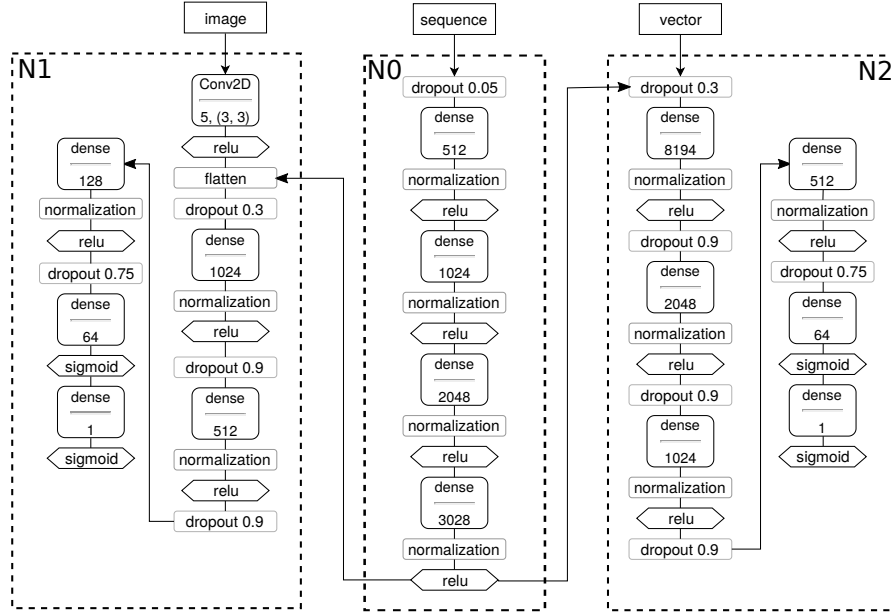 image
sequence
vector
N1
Conv2D
5, (3, 3)
relu
flatten
dropout 0.3
dense
1024
normalization
relu
dropout 0.9
dense
512
normalization
relu
dropout 0.9
dense
128
normalization
relu
dropout 0.75
dense
64
sigmoid
dense
1
sigmoid
N0
dropout 0.05
dense
512
normalization
relu
dense
1024
normalization
relu
dense
2048
normalization
relu
dense
3028
normalization
relu
N2
dropout 0.3
dense
8194
normalization
relu
dropout 0.9
dense
2048
normalization
relu
dropout 0.9
dense
1024
normalization
relu
dropout 0.9
dense
512
normalization
relu
dropout 0.75
dense
64
sigmoid
dense
1
sigmoid